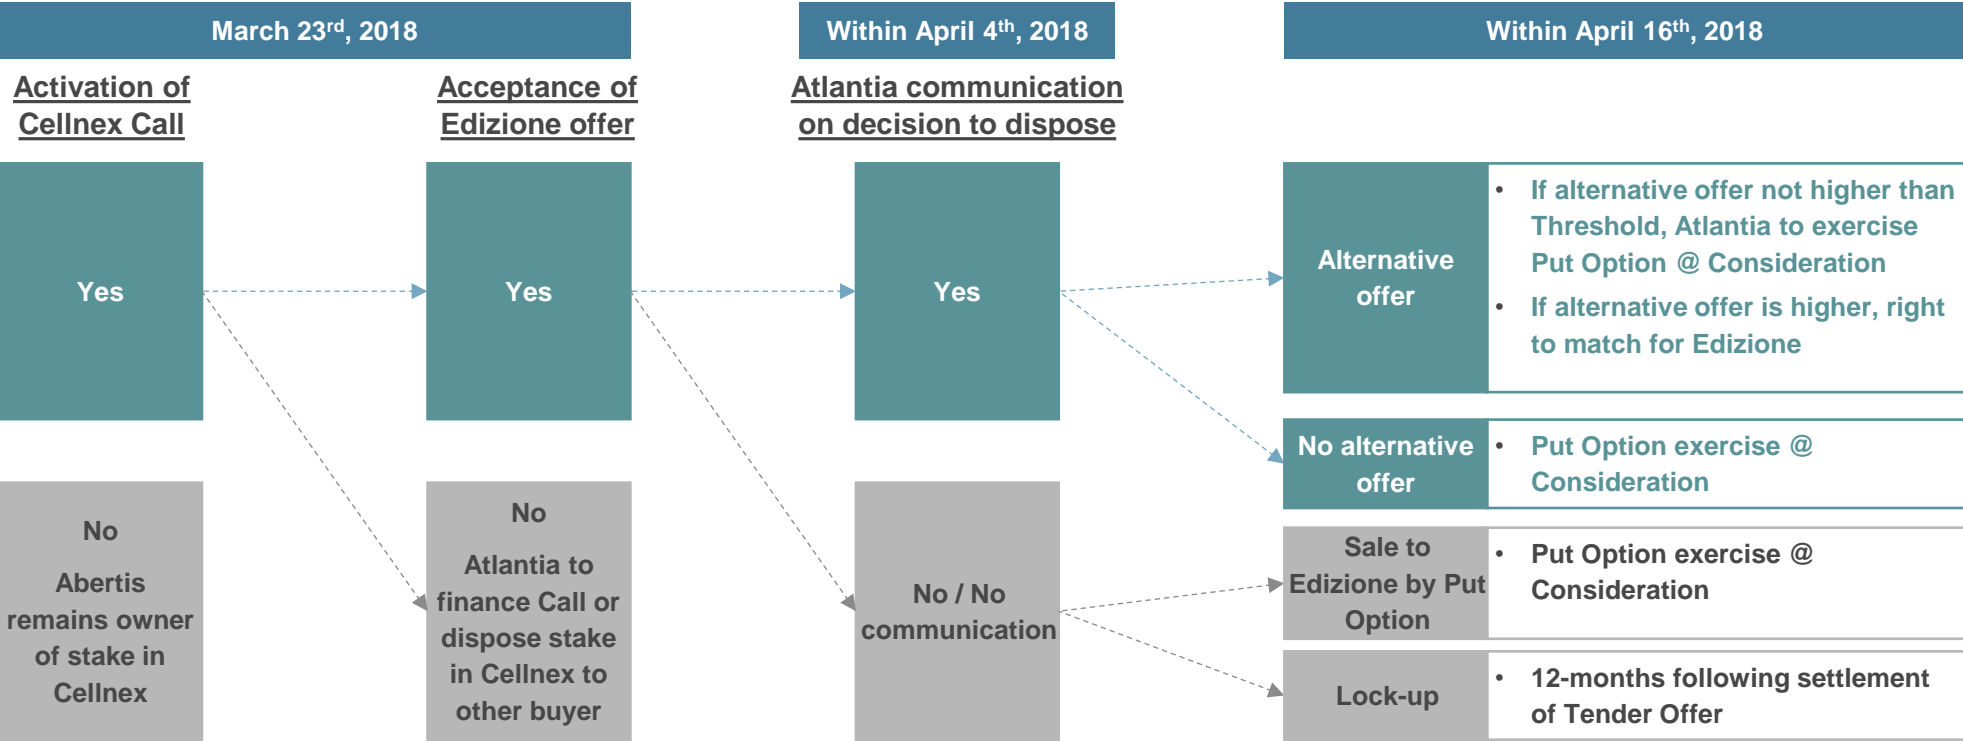 March 23rd, 2018
Within April 4th, 2018
Within April 16th, 2018
Activation of
Cellnex Call
Acceptance of
Edizione offer
Atlantia communication
on decision to dispose
Yes
Yes
Yes
Alternative
offer
• If alternative offer not higher than
Threshold, Atlantia to exercise
Put Option @ Consideration
• If alternative offer is higher, right
to match for Edizione
No alternative
offer
• Put Option exercise @
Consideration
No
Abertis
remains owner
of stake in
Cellnex
No
Atlantia to
finance Call or
dispose stake
in Cellnex to
other buyer
No / No
communication
Sale to
Edizione by Put
Option
• Put Option exercise @
Consideration
Lock-up
• 12-months following settlement
of Tender Offer